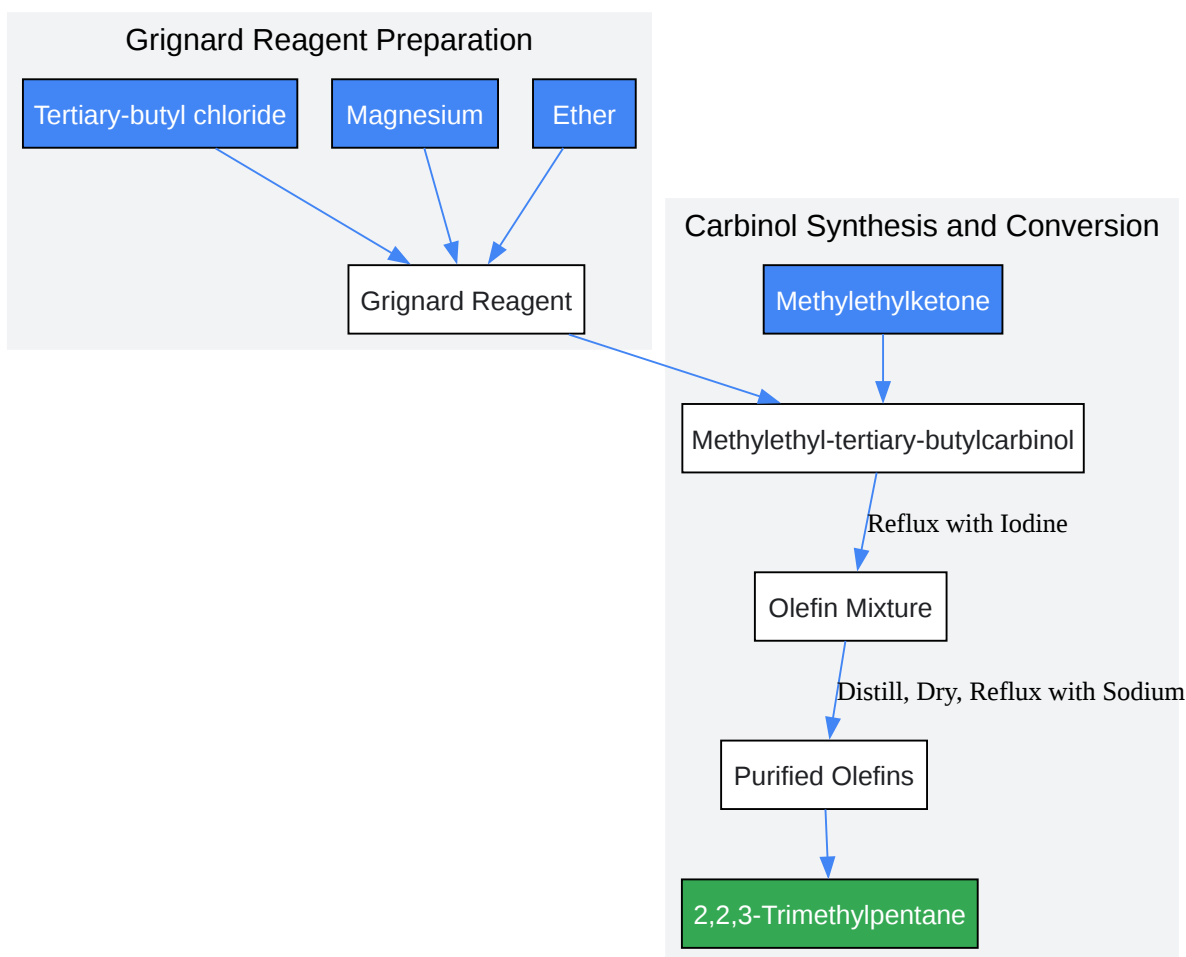 Grignard Reagent Preparation
Tertiary-butyl chloride
Magnesium
Ether
Grignard Reagent
Carbinol Synthesis and Conversion
Methylethylketone
Methylethyl-tertiary-butylcarbinol
Reflux with Iodine
Olefin Mixture
Distill, Dry, Reflux with Sodium
Purified Olefins
2,2,3-Trimethylpentane